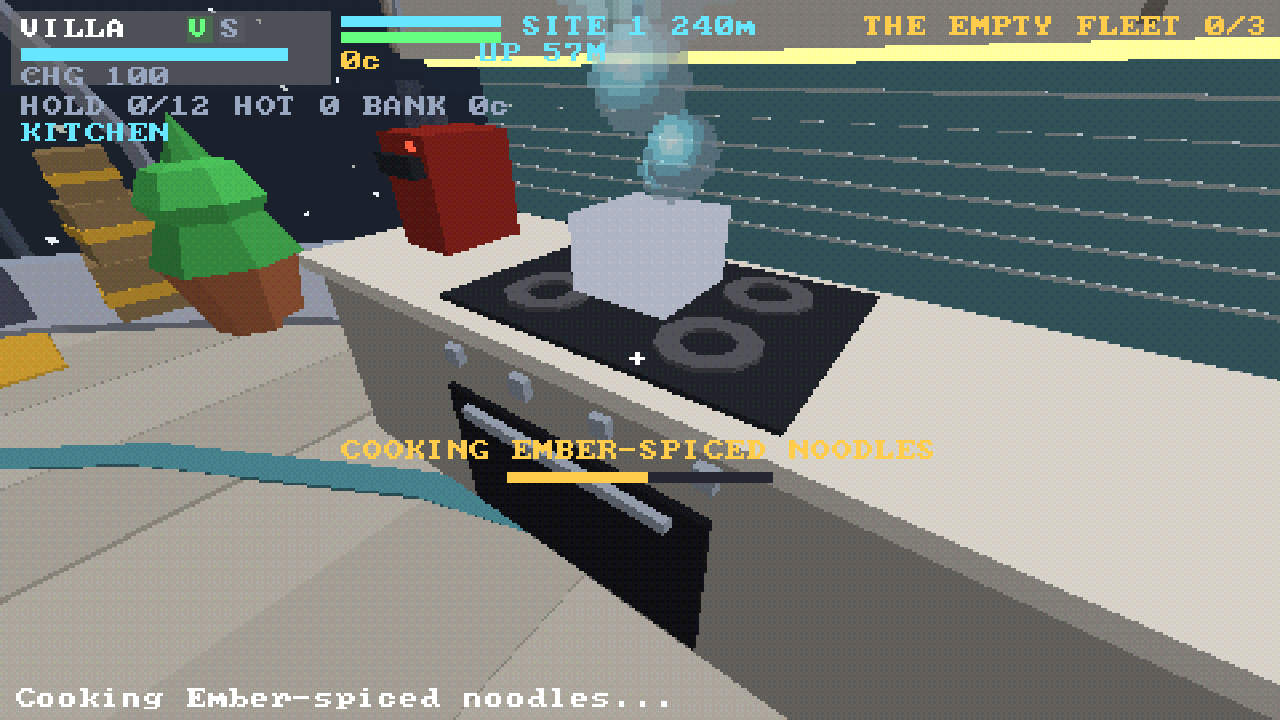 VILLA V S
SITE 1 240m
THE EMPTY FLEET 0/3
UP 57M
0c
CHG 100
HOLD 0/12 HOT 0 BANK 0c
KITCHEN
COOKING EMBER-SPICED NOODLES
Cooking Ember-spiced noodles...